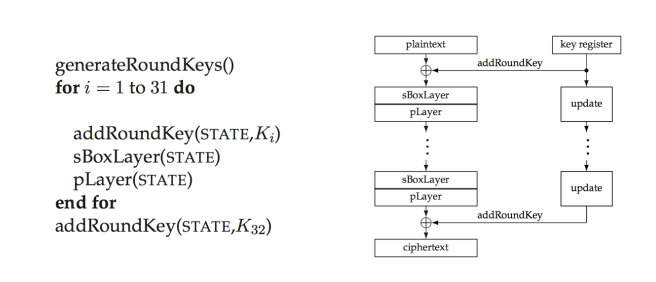 generateRoundKeys()
for i = 1 to 31 do
addRoundKey(STATE,K_i)
sBoxLayer(STATE)
pLayer(STATE)
end for
addRoundKey(STATE,K_32)
plaintext
key register
addRoundKey
sBoxLayer
pLayer
update
sBoxLayer
pLayer
update
addRoundKey
ciphertext